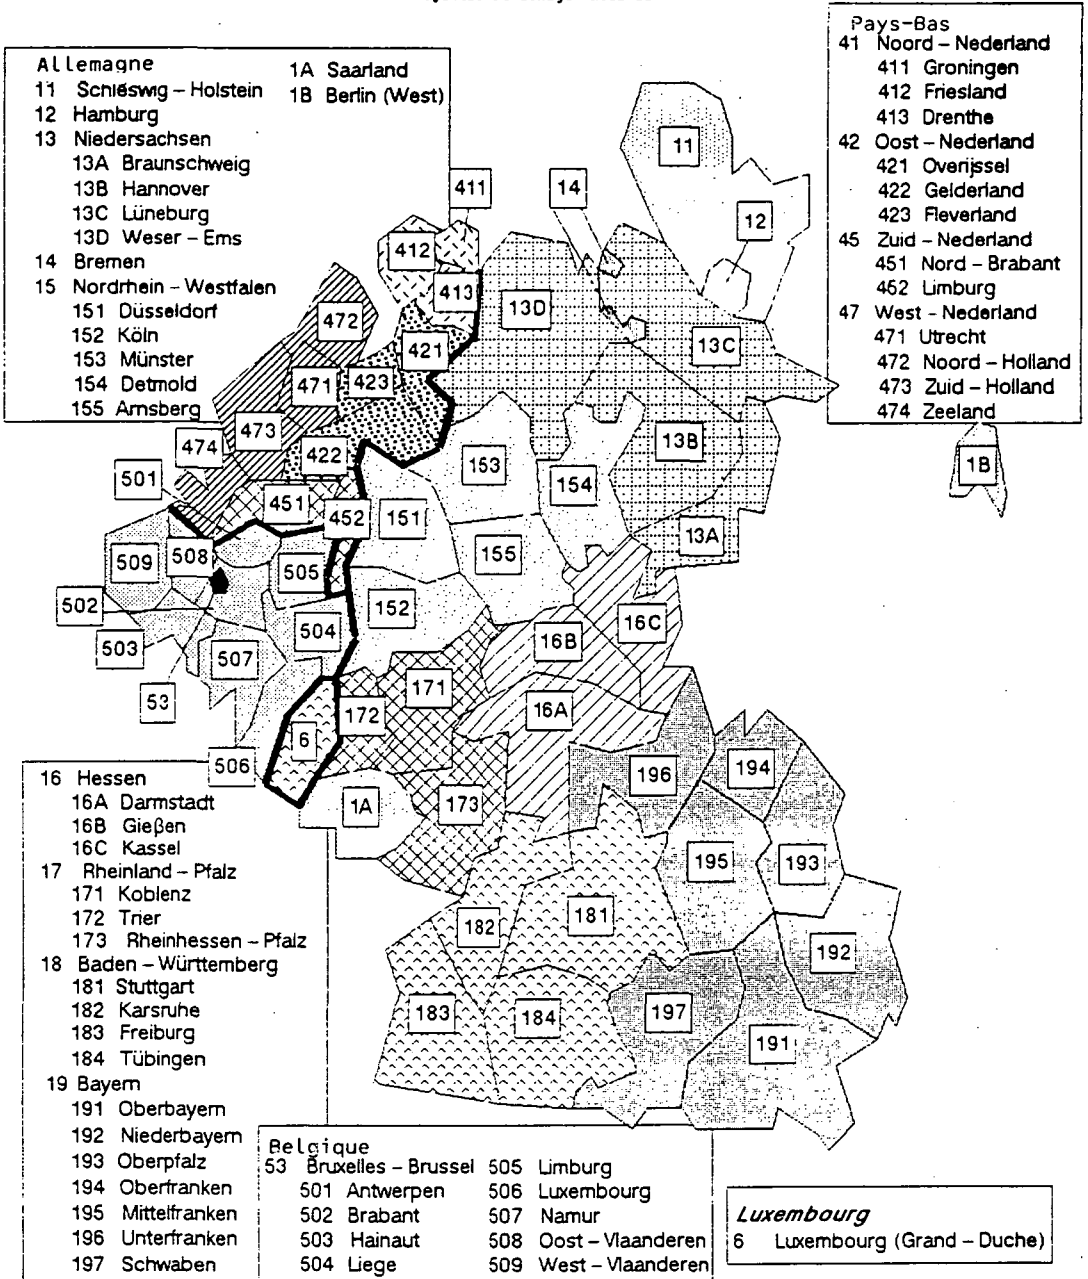 Allemagne
11 Schleswig – Holstein
12 Hamburg
13 Niedersachsen
13A Braunschweig
13B Hannover
13C Lüneburg
13D Weser – Ems
14 Bremen
15 Nordrhein – Westfalen
151 Düsseldorf
152 Köln
153 Münster
154 Detmold
155 Arnsberg
1A Saarland
1B Berlin (West)
Pays-Bas
41 Noord – Nederland
411 Groningen
412 Friesland
413 Drenthe
42 Oost – Nederland
421 Overijssel
422 Gelderland
423 Fleverland
45 Zuid – Nederland
451 Nord – Brabant
452 Limburg
47 West – Nederland
471 Utrecht
472 Noord – Holland
473 Zuid – Holland
474 Zeeland
11
411
14
12
412
413
13D
472
13C
421
471
423
473
13B
474
422
153
1B
501
154
451
452
151
13A
508
155
509
505
502
152
504
16C
503
16B
507
171
53
172
16A
6
506
196
194
1A
173
195
193
181
182
192
183
184
197
191
16 Hessen
16A Darmstadt
16B Gießen
16C Kassel
17 Rheinland – Pfalz
171 Koblenz
172 Trier
173 Rheinhessen – Pfalz
18 Baden – Württemberg
181 Stuttgart
182 Karsruhe
183 Freiburg
184 Tübingen
19 Bayern
191 Oberbayern
192 Niederbayern
193 Oberpfalz
194 Oberfranken
195 Mittelfranken
196 Unterfranken
197 Schwaben
Belgique
53 Bruxelles – Brussel
501 Antwerpen
502 Brabant
503 Hainaut
504 Liege
505 Limburg
506 Luxembourg
507 Namur
508 Oost – Vlaanderen
509 West – Vlaanderen
Luxembourg
6 Luxembourg (Grand – Duche)